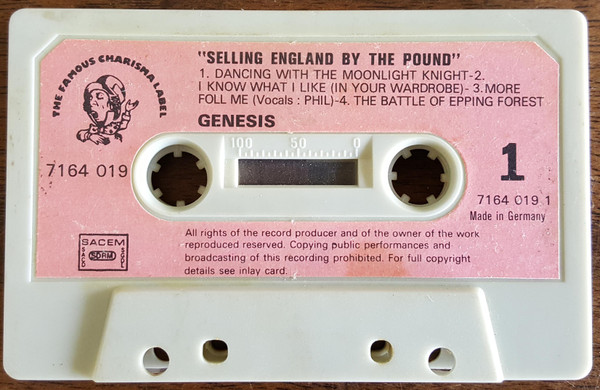 THE FAMOUS CHARISMA LABEL
"SELLING ENGLAND BY THE POUND"
1. DANCING WITH THE MOONLIGHT KNIGHT-2.
I KNOW WHAT I LIKE (IN YOUR WARDROBE)- 3.MORE
FOLL ME (Vocals : PHIL)-4. THE BATTLE OF EPPING FOREST
GENESIS
100 50 0
7164 019
1
7164 019 1
Made in Germany
SACEM
SACD SDRM SGDL
All rights of the record producer and of the owner of the work
reproduced reserved. Copying public performances and
broadcasting of this recording prohibited. For full copyright
details see inlay card.